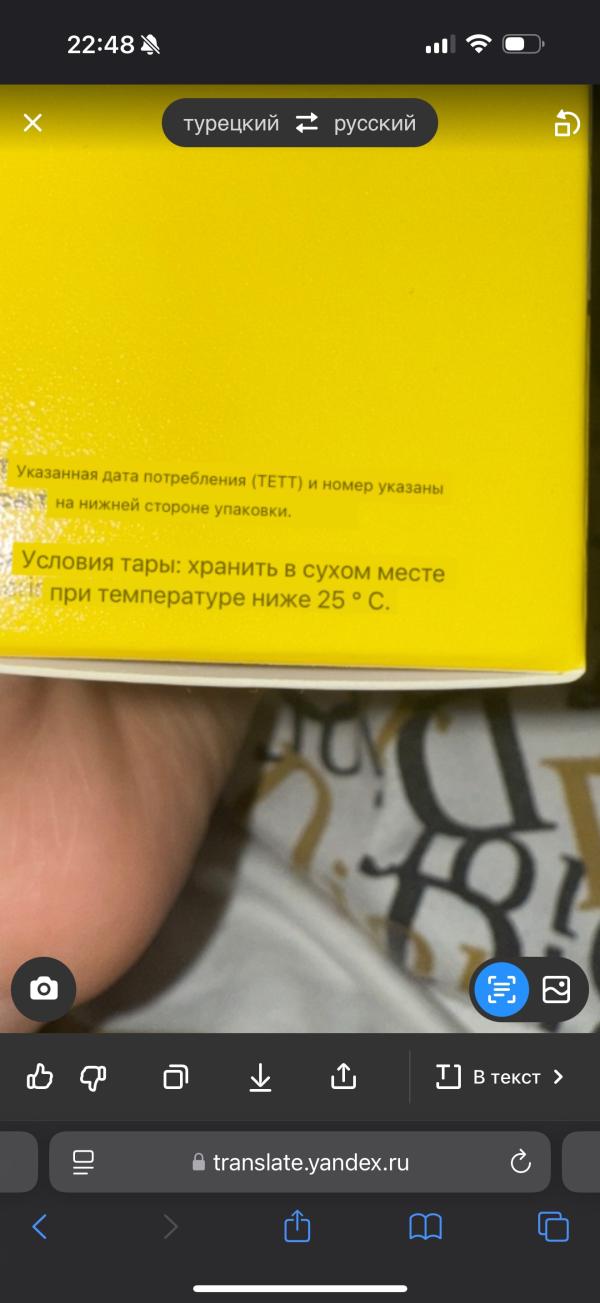 22:48
турецкий русский
Указанная дата потребления (ТЕТТ) и номер указаны
на нижней стороне упаковки.
Условия тары: хранить в сухом месте
при температуре ниже 25 ° C.
В текст
translate.yandex.ru